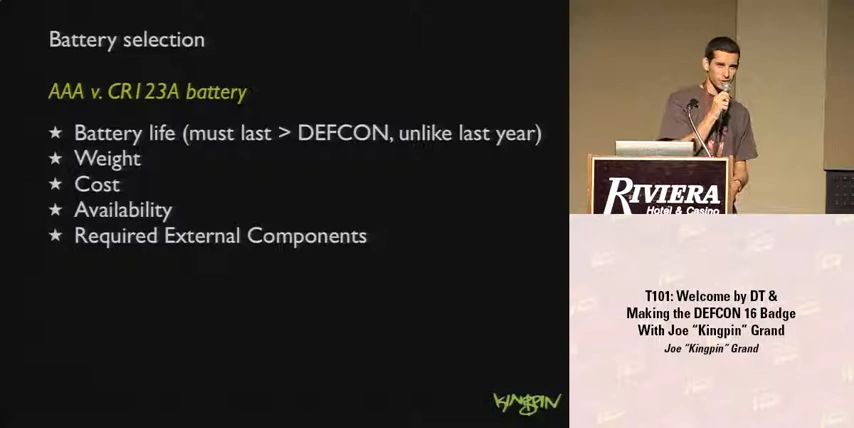 Battery selection
AAA v. CR123A battery
★ Battery life (must last > DEFCON, unlike last year)
★ Weight
★ Cost
★ Availability
★ Required External Components
KINGPIN
RIVIERA
Hotel & Casino
T101: Welcome by DT &
Making the DEFCON 16 Badge
With Joe “Kingpin” Grand
Joe “Kingpin” Grand